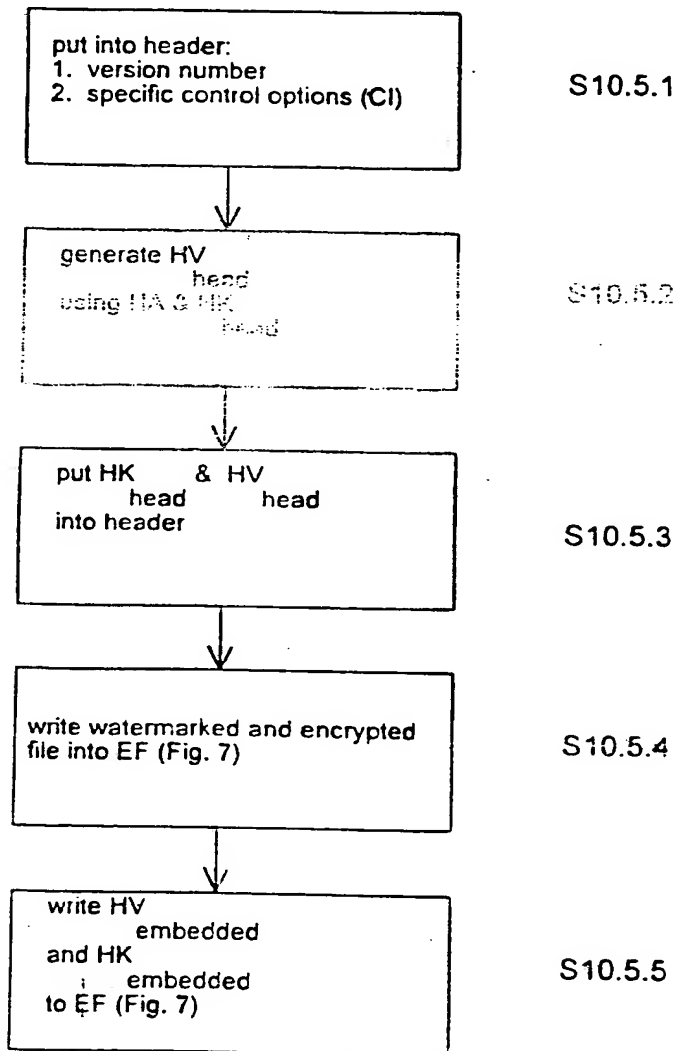 put into header:
1. version number
2. specific control options (CI)
S10.5.1
generate HV
head
using HA & HK
head
S10.5.2
put HK & HV
head head
into header
S10.5.3
write watermarked and encrypted
file into EF (Fig. 7)
S10.5.4
write HV
embedded
and HK
embedded
to EF (Fig. 7)
S10.5.5